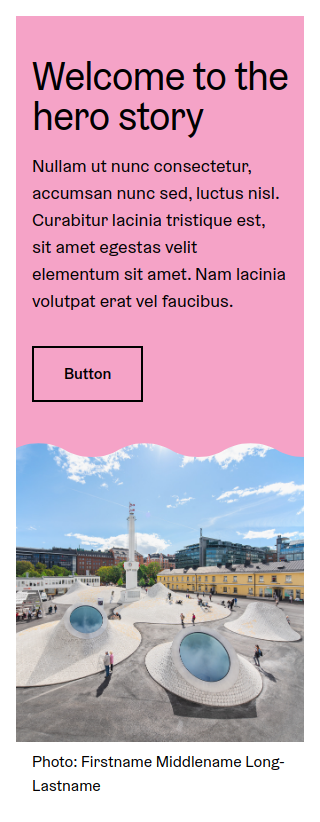 Welcome to the
hero story
Nullam ut nunc consectetur,
accumsan nunc sed, luctus nisl.
Curabitur lacinia tristique est,
sit amet egestas velit
elementum sit amet. Nam lacinia
volutpat erat vel faucibus.
Button
Photo: Firstname Middlename Long-
Lastname